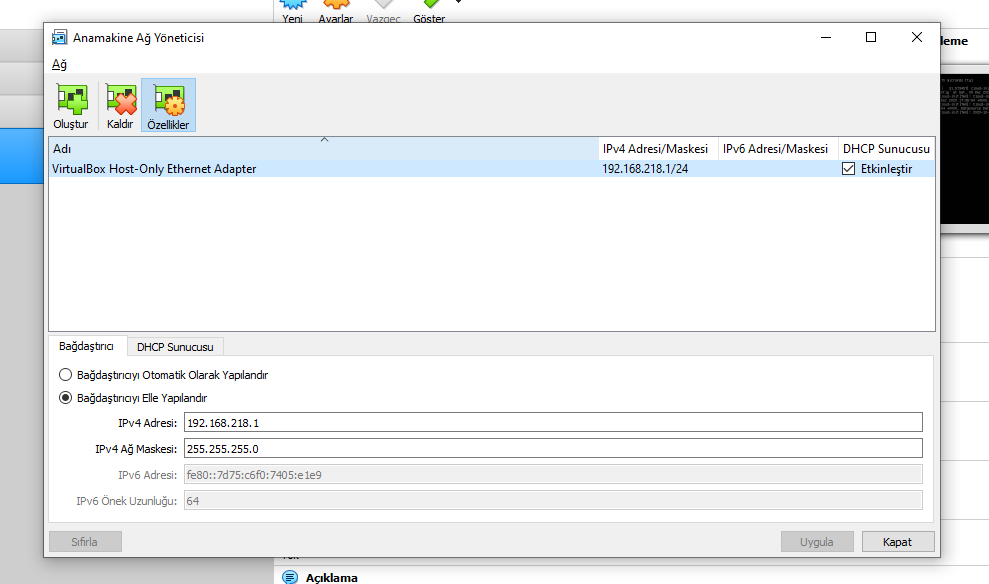 Yeni Ayarlar Vazgeç Göster
Anamakine Ağ Yöneticisi
Ağ
Oluştur Kaldır Özellikler
Adı IPv4 Adresi/Maskesi IPv6 Adresi/Maskesi DHCP Sunucusu
VirtualBox Host-Only Ethernet Adapter 192.168.218.1/24 Etkinleştir
Bağdaştırıcı DHCP Sunucusu
Bağdaştırıcıyı Otomatik Olarak Yapılandır
Bağdaştırıcıyı Elle Yapılandır
IPv4 Adresi: 192.168.218.1
IPv4 Ağ Maskesi: 255.255.255.0
IPv6 Adresi: fe80::7d75:c6f0:7405:e1e9
IPv6 Önek Uzunluğu: 64
Sıfırla Uygula Kapat
Açıklama